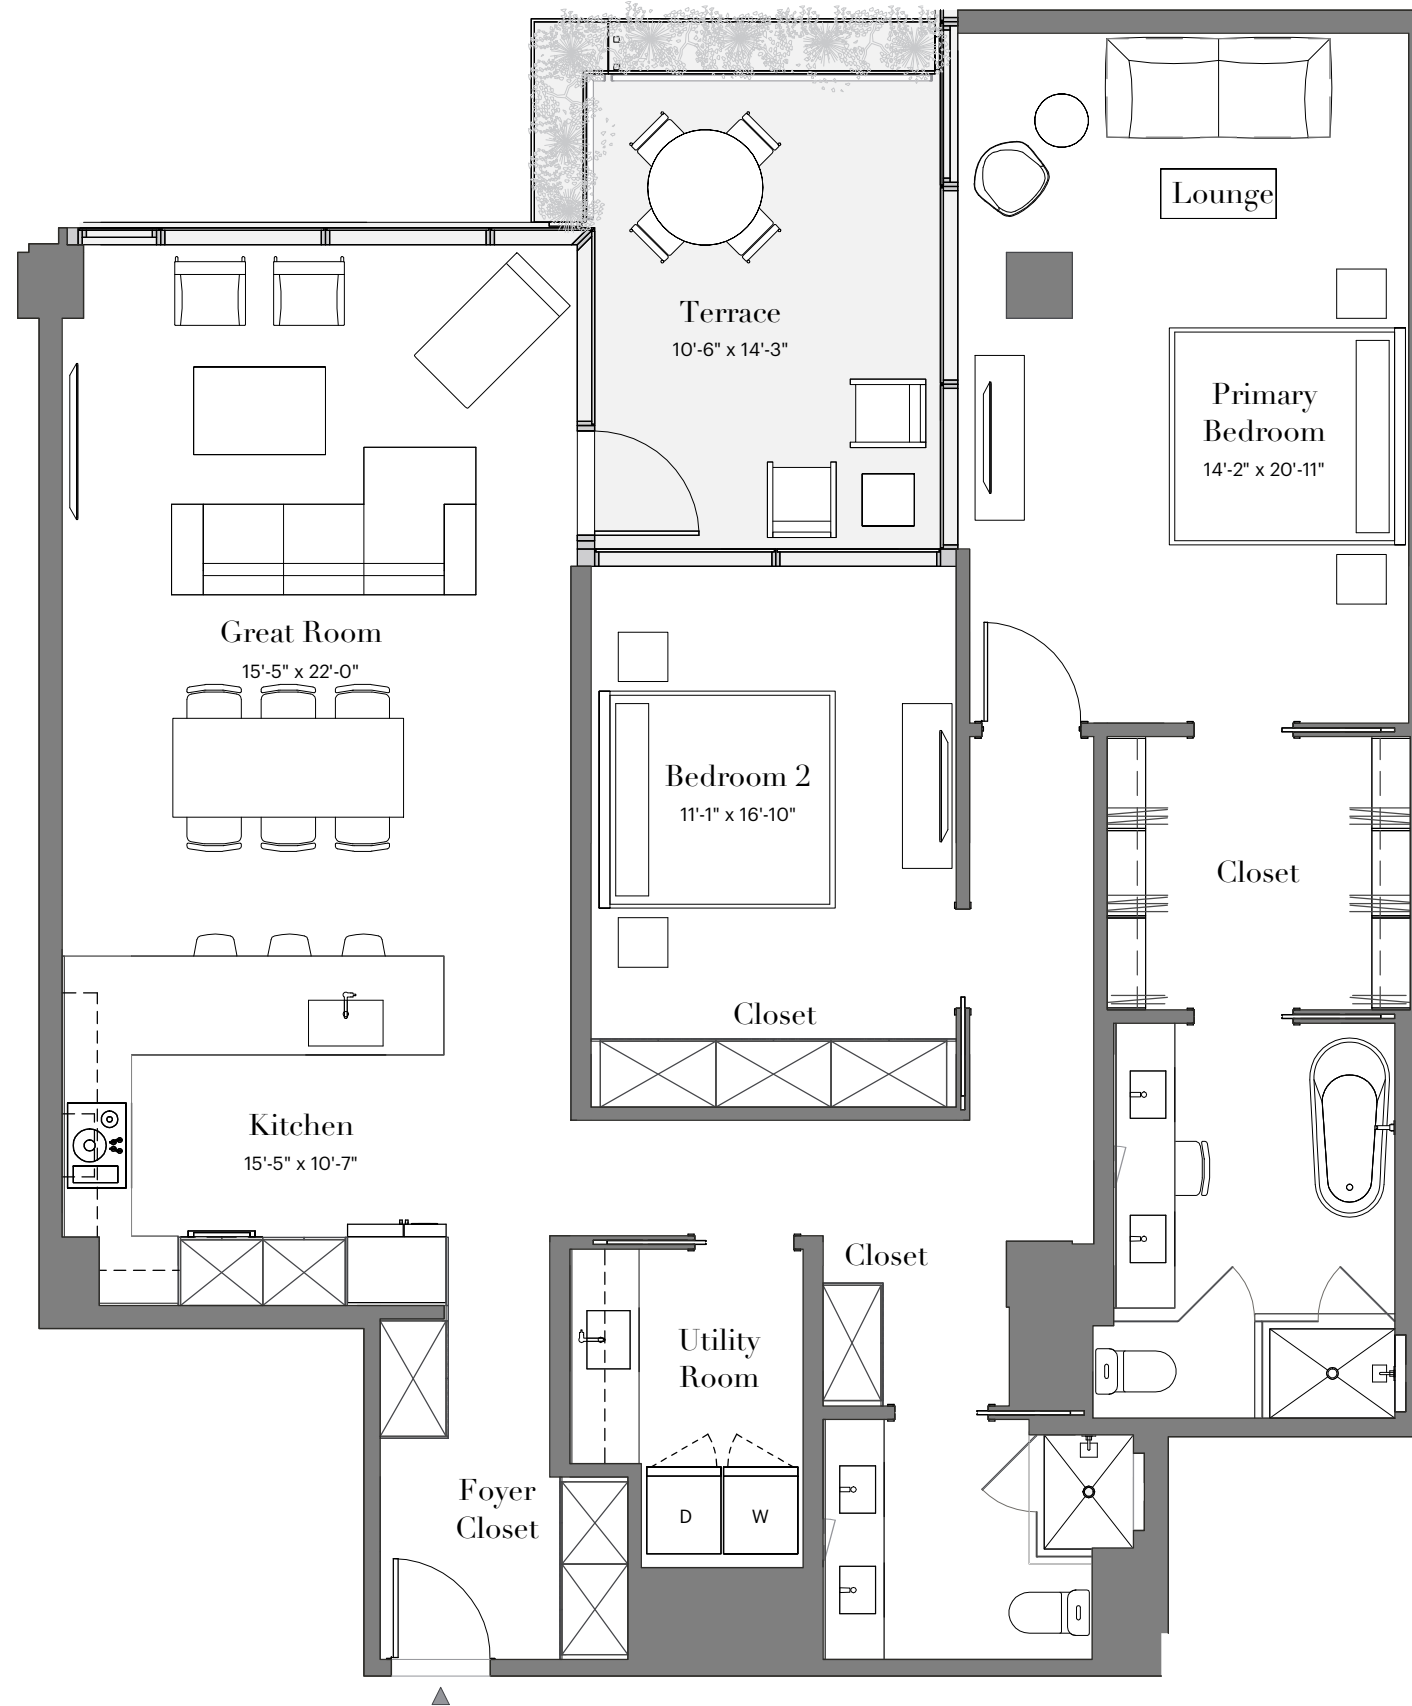 Lounge
Terrace
10'-6" x 14'-3"
Primary
Bedroom
14'-2" x 20'-11"
Great Room
15'-5" x 22'-0"
Bedroom 2
11'-1" x 16'-10"
Closet
Closet
Kitchen
15'-5" x 10'-7"
Closet
Utility
Room
Foyer
Closet
D
W